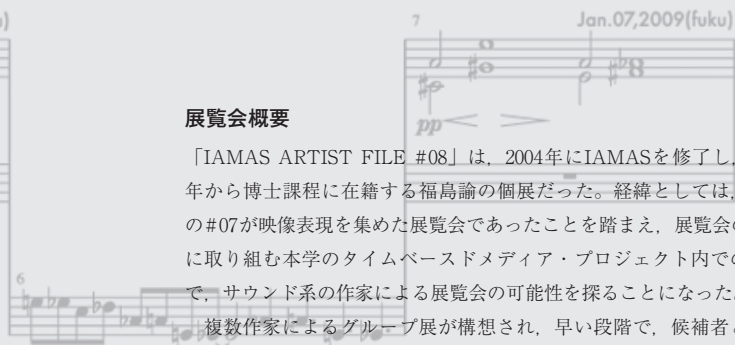 7
Jan.07,2009(fuku)
展覧会概要
pp
「IAMAS ARTIST FILE #08」は，2004年にIAMASを修了し，
年から博士課程に在籍する福島諭の個展だった。経緯としては，
の#07が映像表現を集めた展覧会であったことを踏まえ，展覧会の
に取り組む本学のタイムベースドメディア・プロジェクト内での
6
で，サウンド系の作家による展覧会の可能性を探ることになった。
複数作家によるグループ展が構想され，早い段階で，候補者